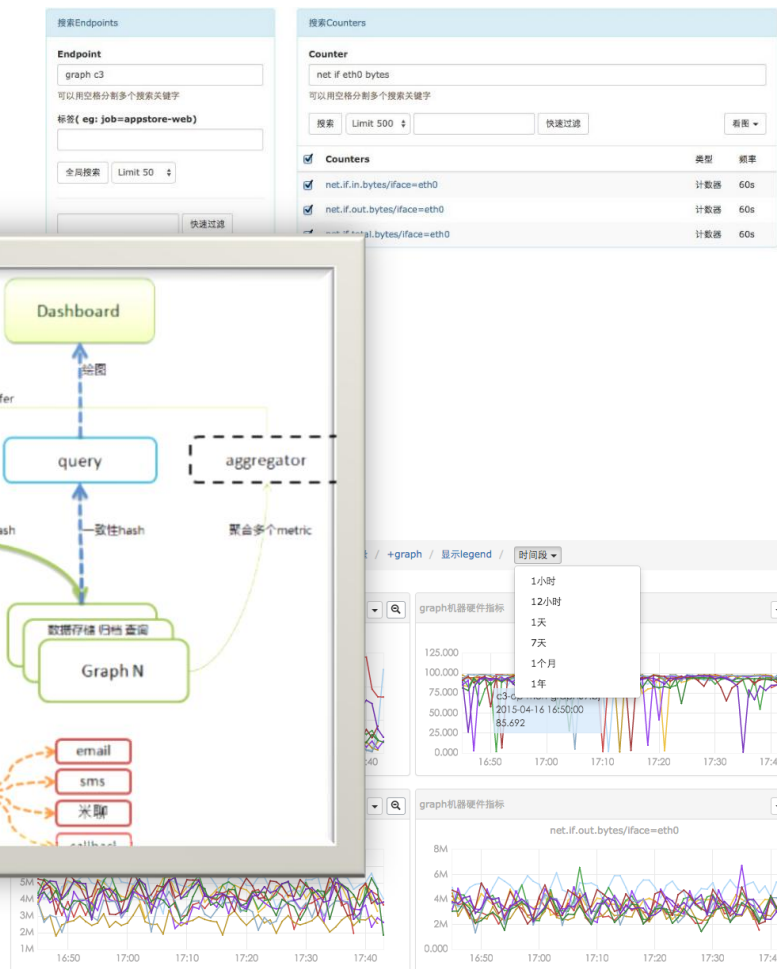 搜索Endpoints
Endpoint
graph c3
可以用空格分割多个搜索关键字
标签( eg: job=appstore-web)
全局搜索 Limit 50
快速过滤
搜索Counters
Counter
net if eth0 bytes
可以用空格分割多个搜索关键字
搜索 Limit 500 快速过滤 看图
Counters 类型 频率
net.if.in.bytes/iface=eth0 计数器 60s
net.if.out.bytes/iface=eth0 计数器 60s
net.if.total.bytes/iface=eth0 计数器 60s
Dashboard
绘图
fer
query
aggregator
ash
一致性hash
聚合多个metric
数据存储 归档 查询
Graph N
email
sms
米聊
/ +graph / 显示legend / 时间段
1小时
12小时
1天
7天
1个月
1年
graph机器硬件指标
125.000
100.000
75.000
50.000
25.000
0.000
2015-04-16 16:50:00
85.692
16:50 17:00 17:10 17:20 17:30 17:4
:40
graph机器硬件指标
net.if.out.bytes/iface=eth0
8M
6M
4M
2M
0.000
16:50 17:00 17:10 17:20 17:30 17:4
5M
4M
3M
2M
1M
16:50 17:00 17:10 17:20 17:30 17:40